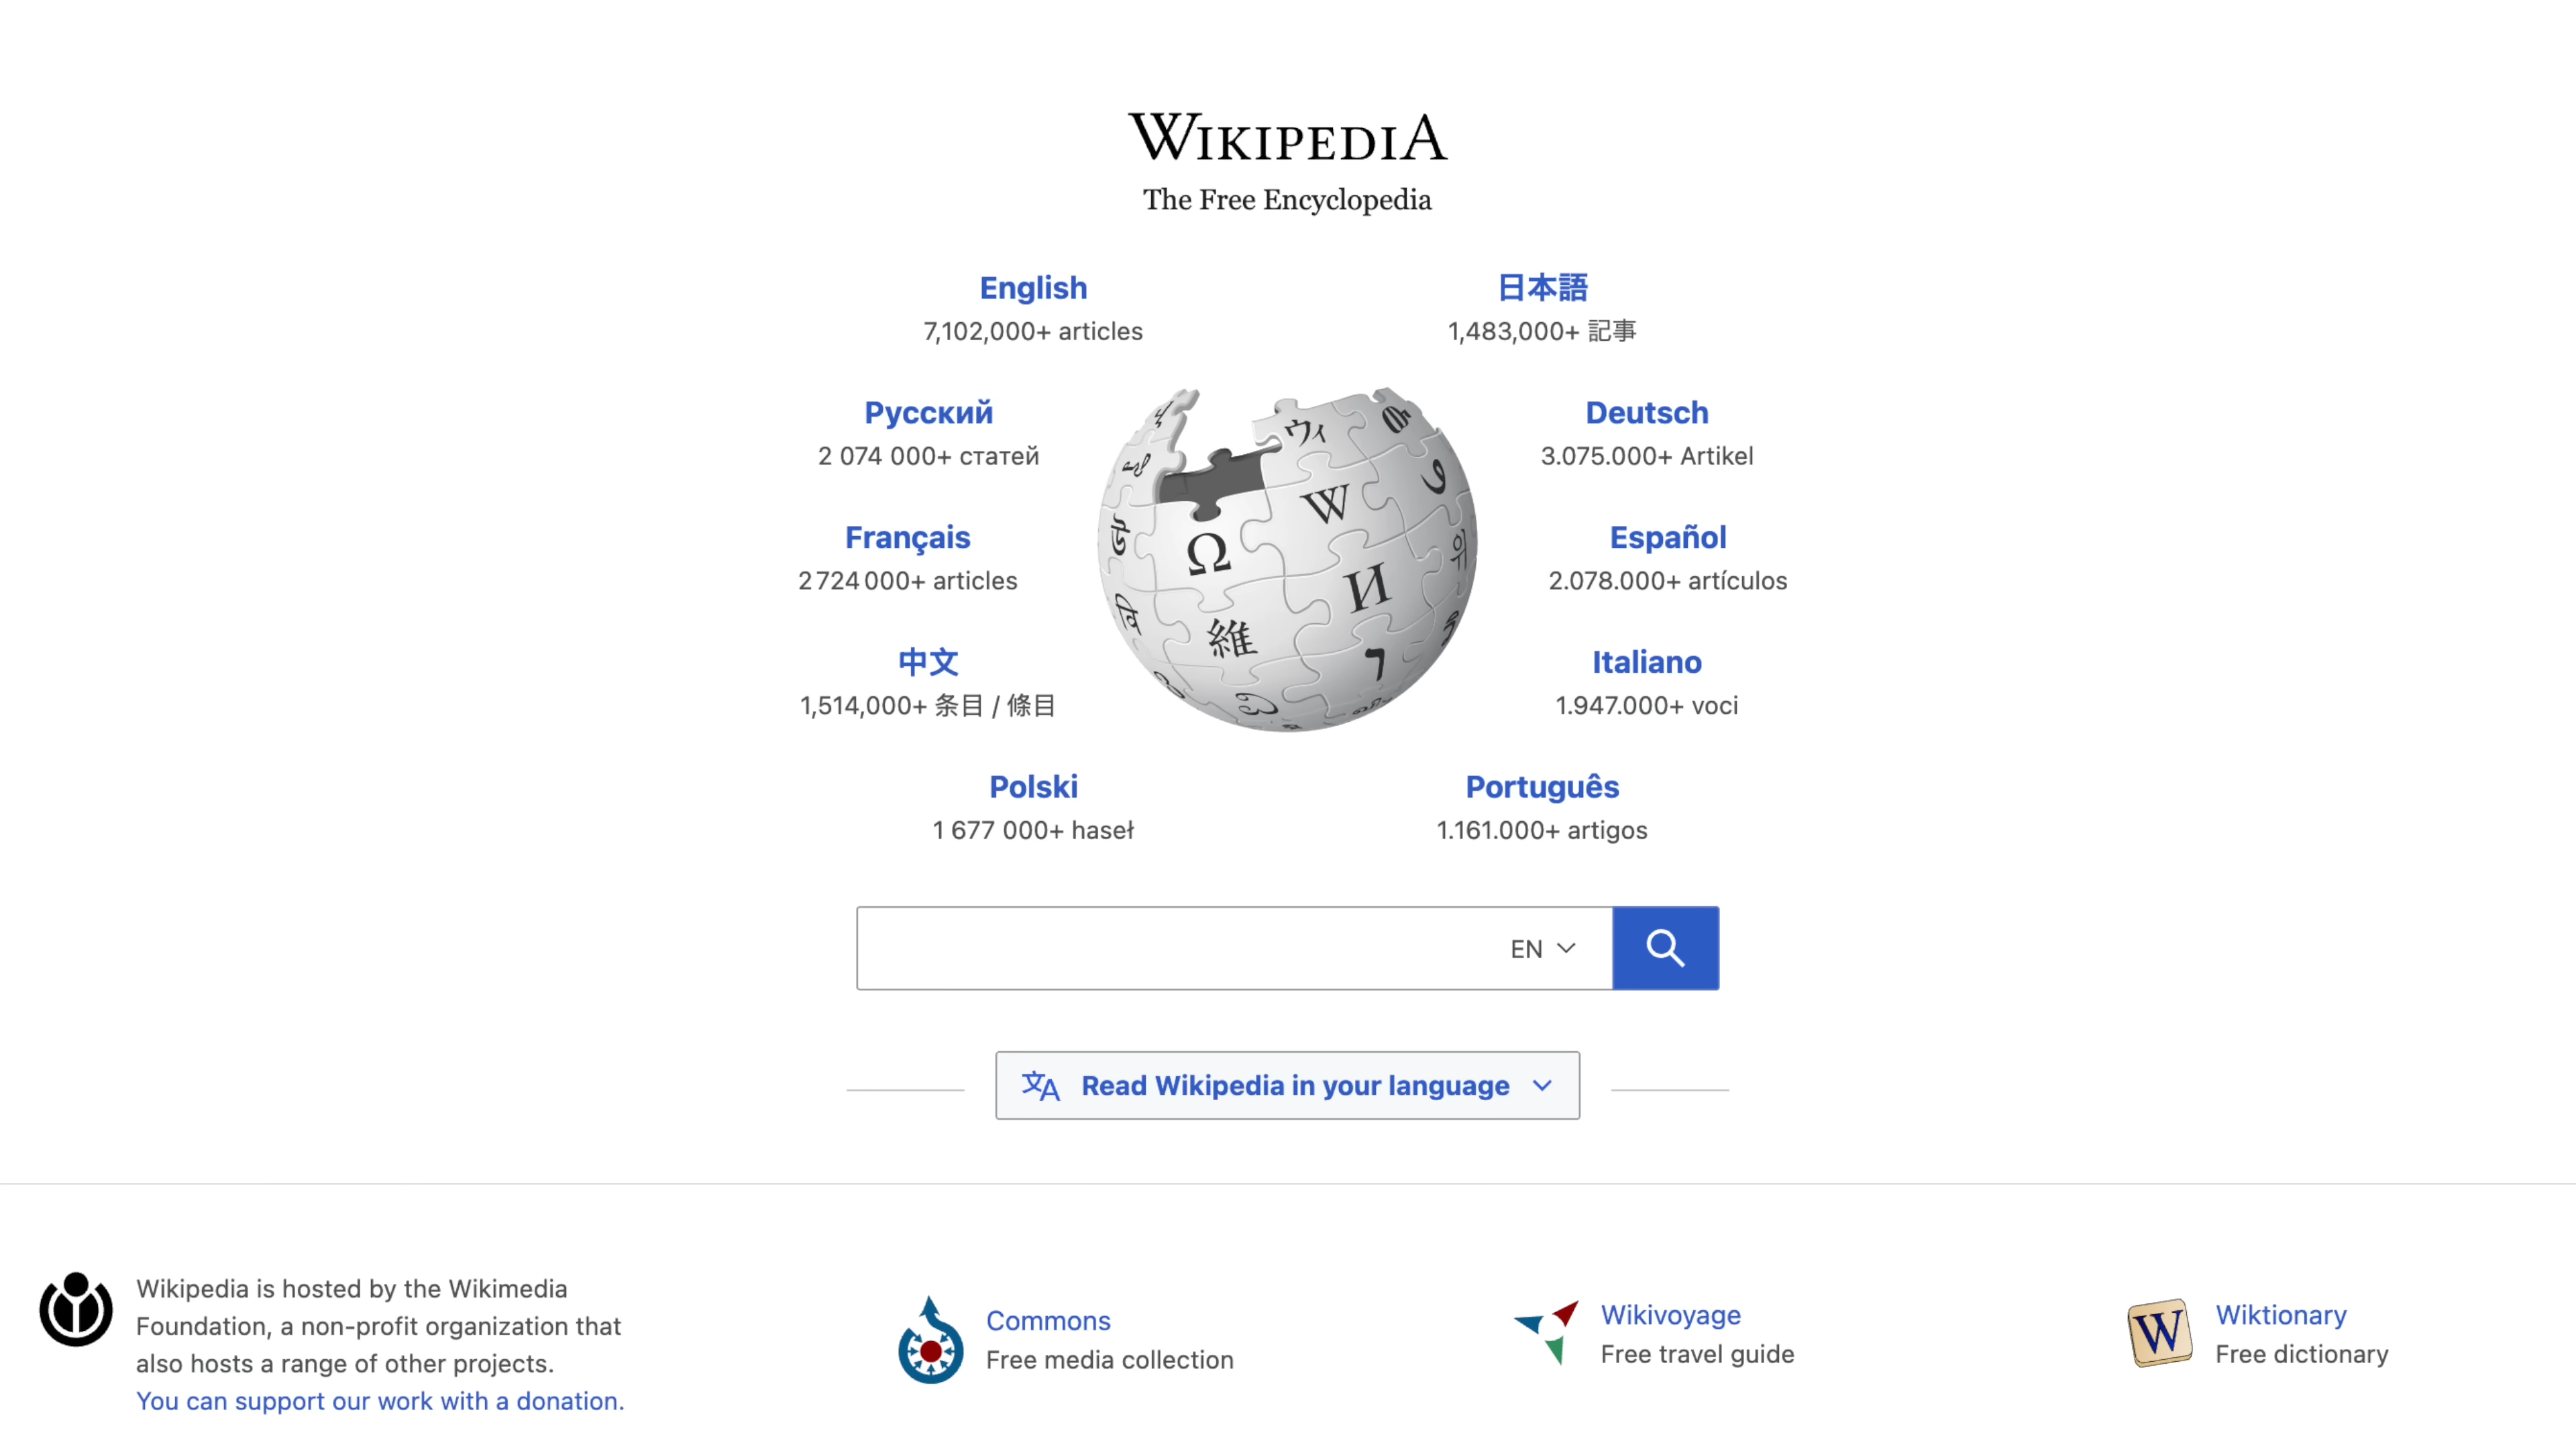 WIKIPEDIA
The Free Encyclopedia
English
7,102,000+ articles
日本語
1,483,000+ 記事
Русский
2 074 000+ статей
Deutsch
3.075.000+ Artikel
Français
2 724 000+ articles
Español
2.078.000+ artículos
中文
1,514,000+ 条目 / 條目
Italiano
1.947.000+ voci
Polski
1 677 000+ haseł
Português
1.161.000+ artigos
ウィ
W
Ω
И
維
EN
Read Wikipedia in your language
Wikipedia is hosted by the Wikimedia
Foundation, a non-profit organization that
also hosts a range of other projects.
You can support our work with a donation.
Commons
Free media collection
Wikivoyage
Free travel guide
W
Wiktionary
Free dictionary